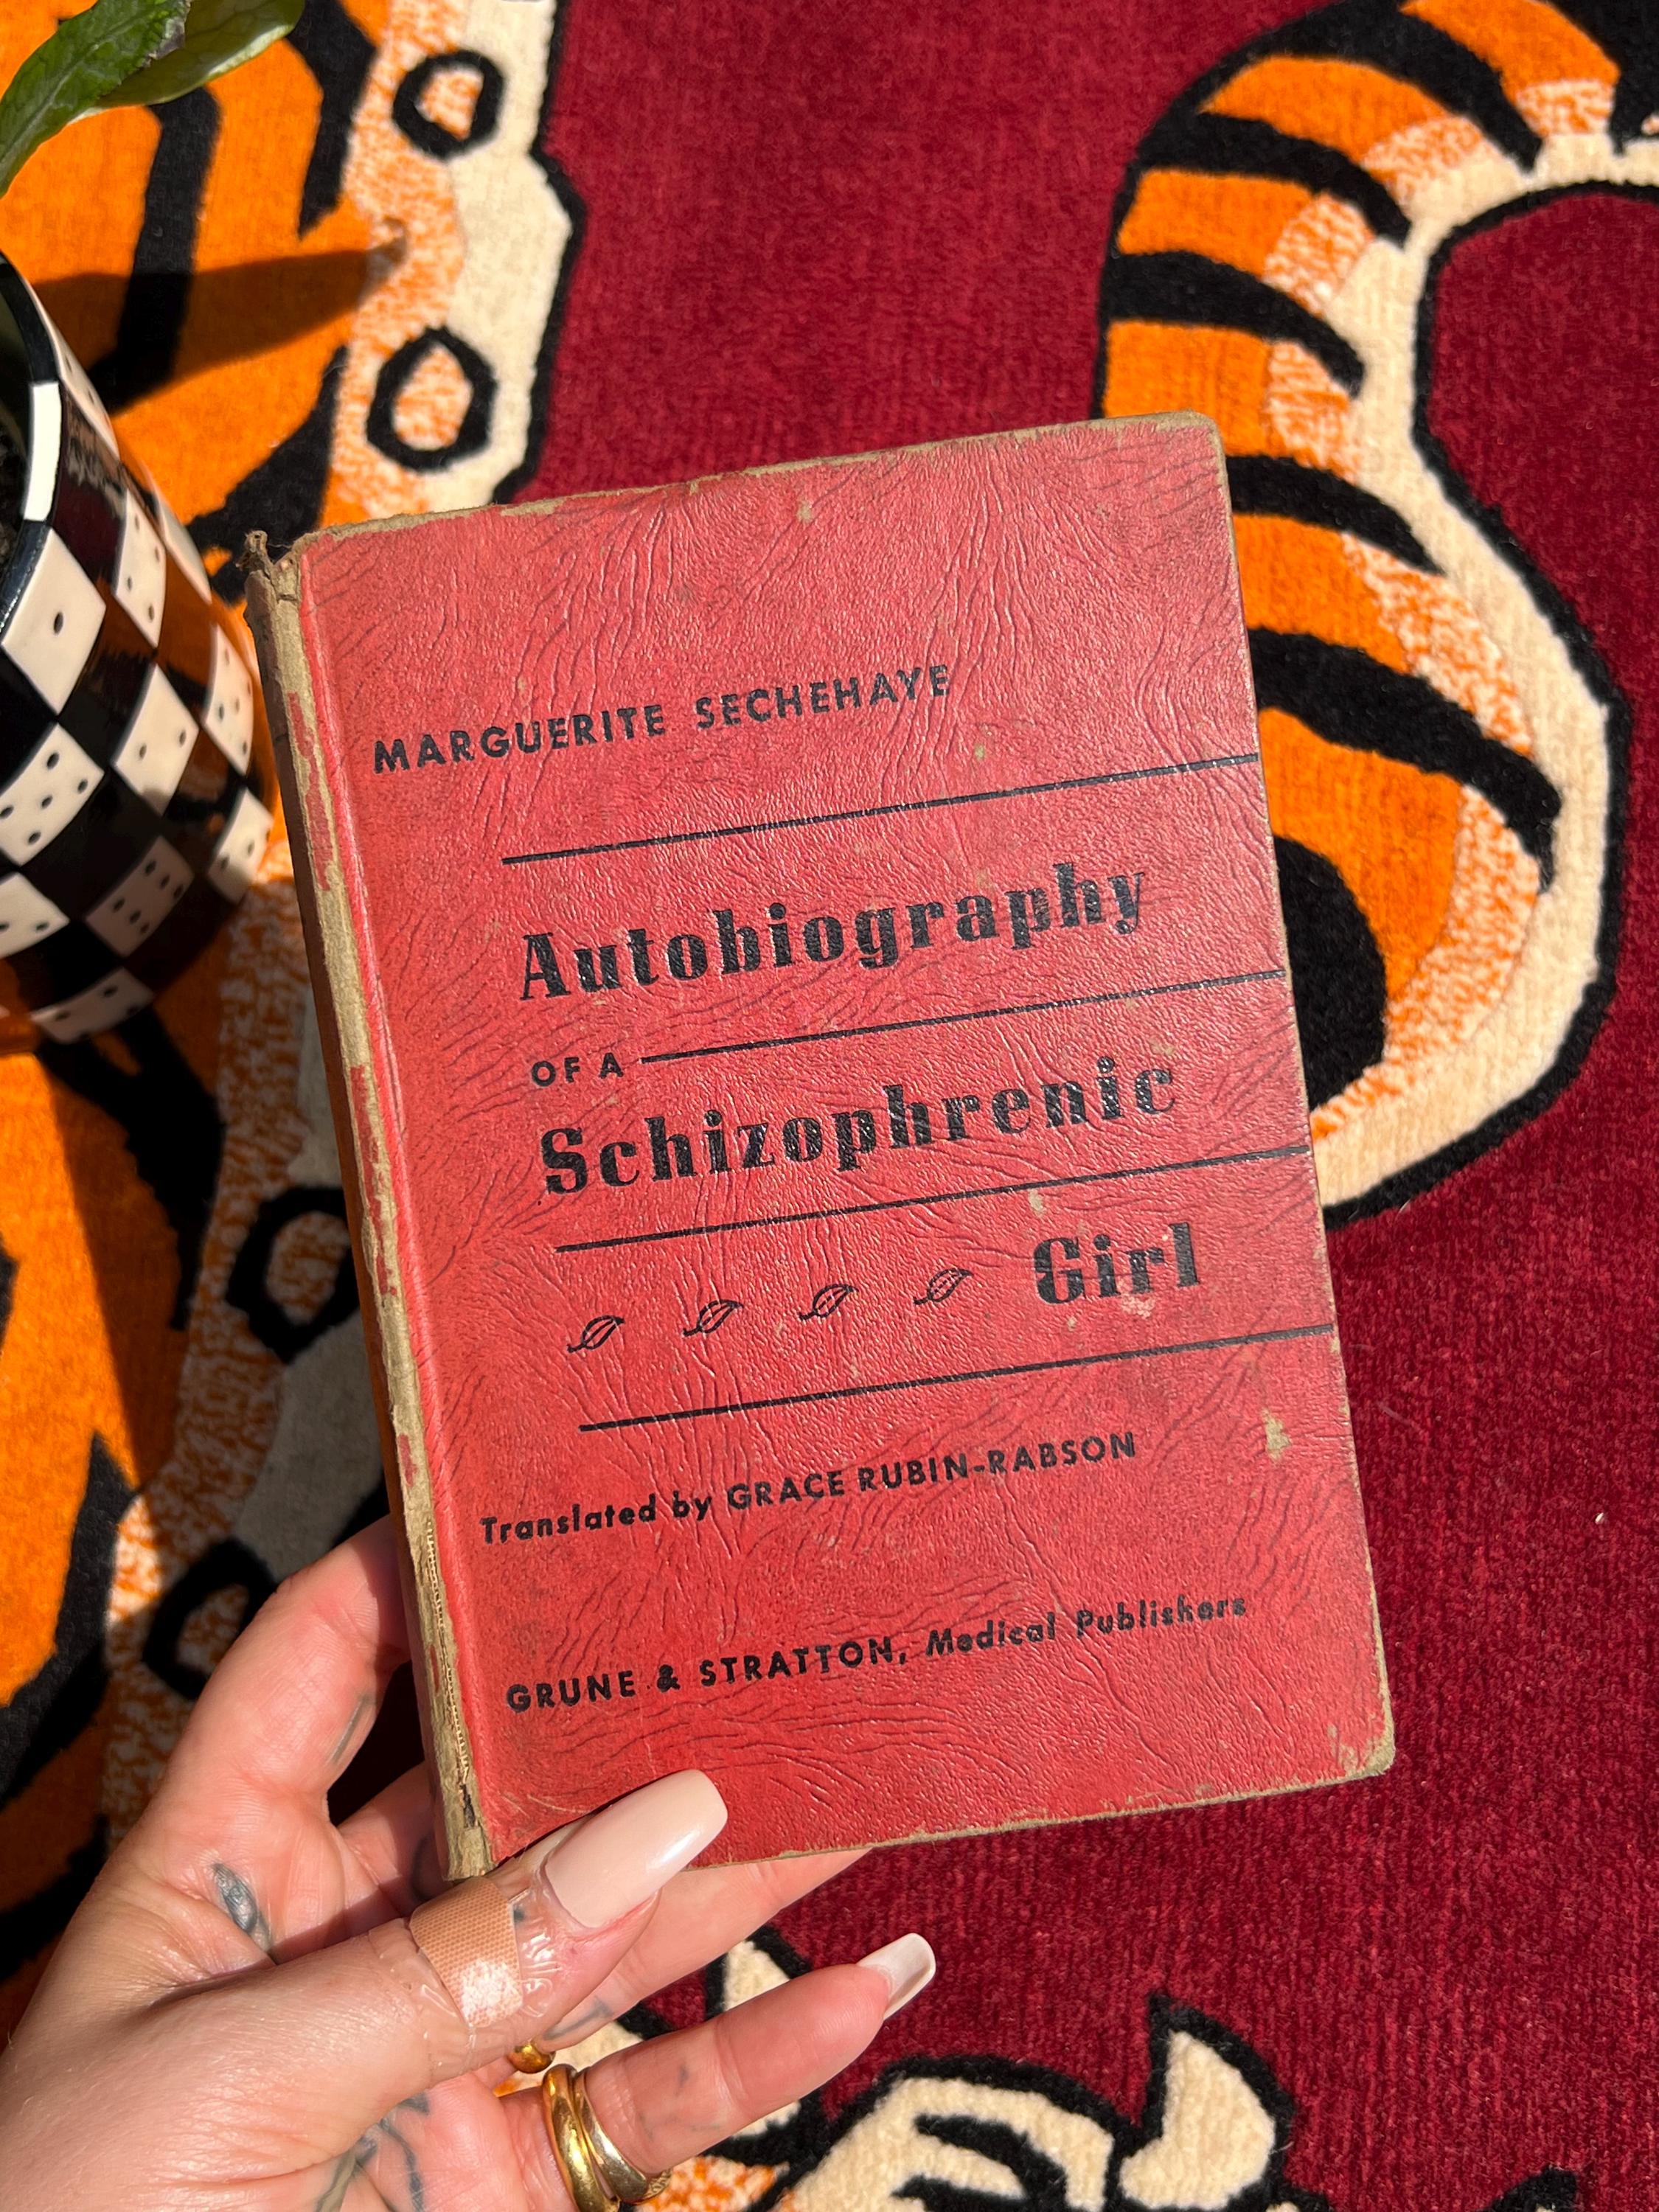 MARGUERITE SECHEHAYE
Autobiography
OF A
Schizophrenic
Girl
Translated by GRACE RUBIN-RABSON
GRUNE & STRATTON, Medical Publishers